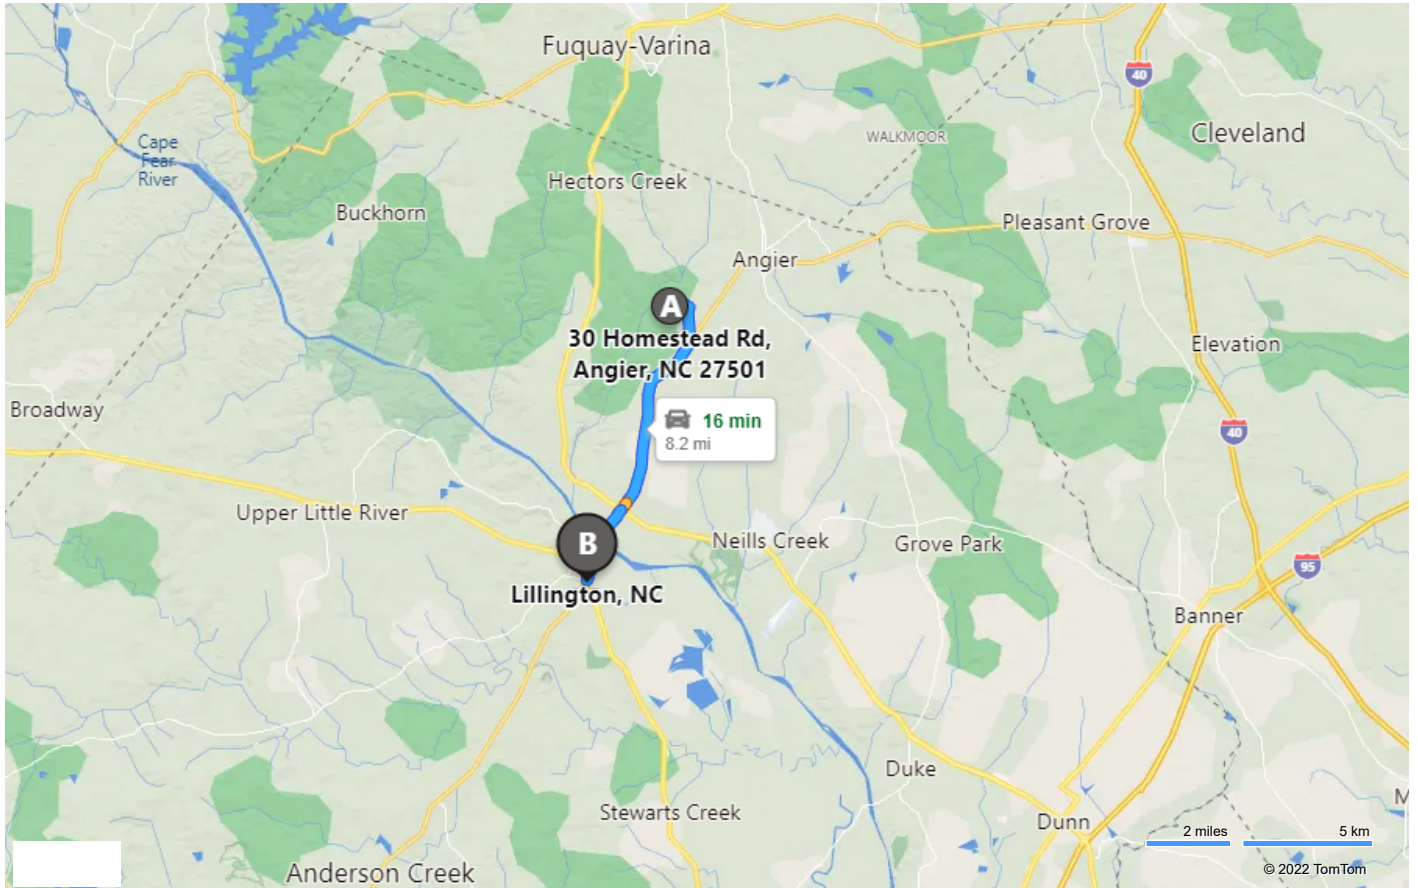 Fuquay-Varina
40
Cleveland
WALKMOOR
Cape
Fear
River
Hectors Creek
Buckhorn
Pleasant Grove
Angier
A
30 Homestead Rd,
Angier, NC 27501
Elevation
Broadway
16 min
8.2 mi
40
Upper Little River
B
Neills Creek
Grove Park
95
Lillington, NC
Banner
Duke
M
Stewarts Creek
Dunn
2 miles
5 km
Anderson Creek
© 2022 TomTom